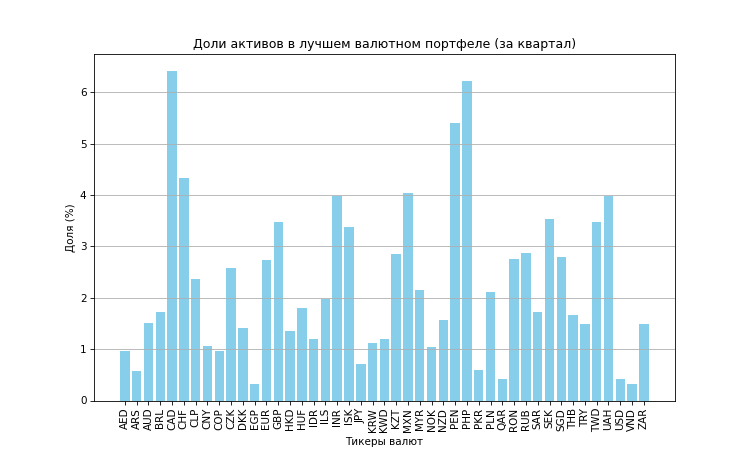 Доли активов в лучшем валютном портфеле (за квартал)
Доля (%)
6
5
4
3
2
1
0
AED ARS AUD BRL CAD CHF CLP CNY COP CZK DKK EGP EUR GBP HKD HUF IDR ILS INR ISK JPY KRW KWD KZT MXN MYR NOK NZD PEN PHP PKR PLN QAR RON RUB SAR SEK SGD THB TRY TWD UAH USD VND ZAR
Тикеры валют